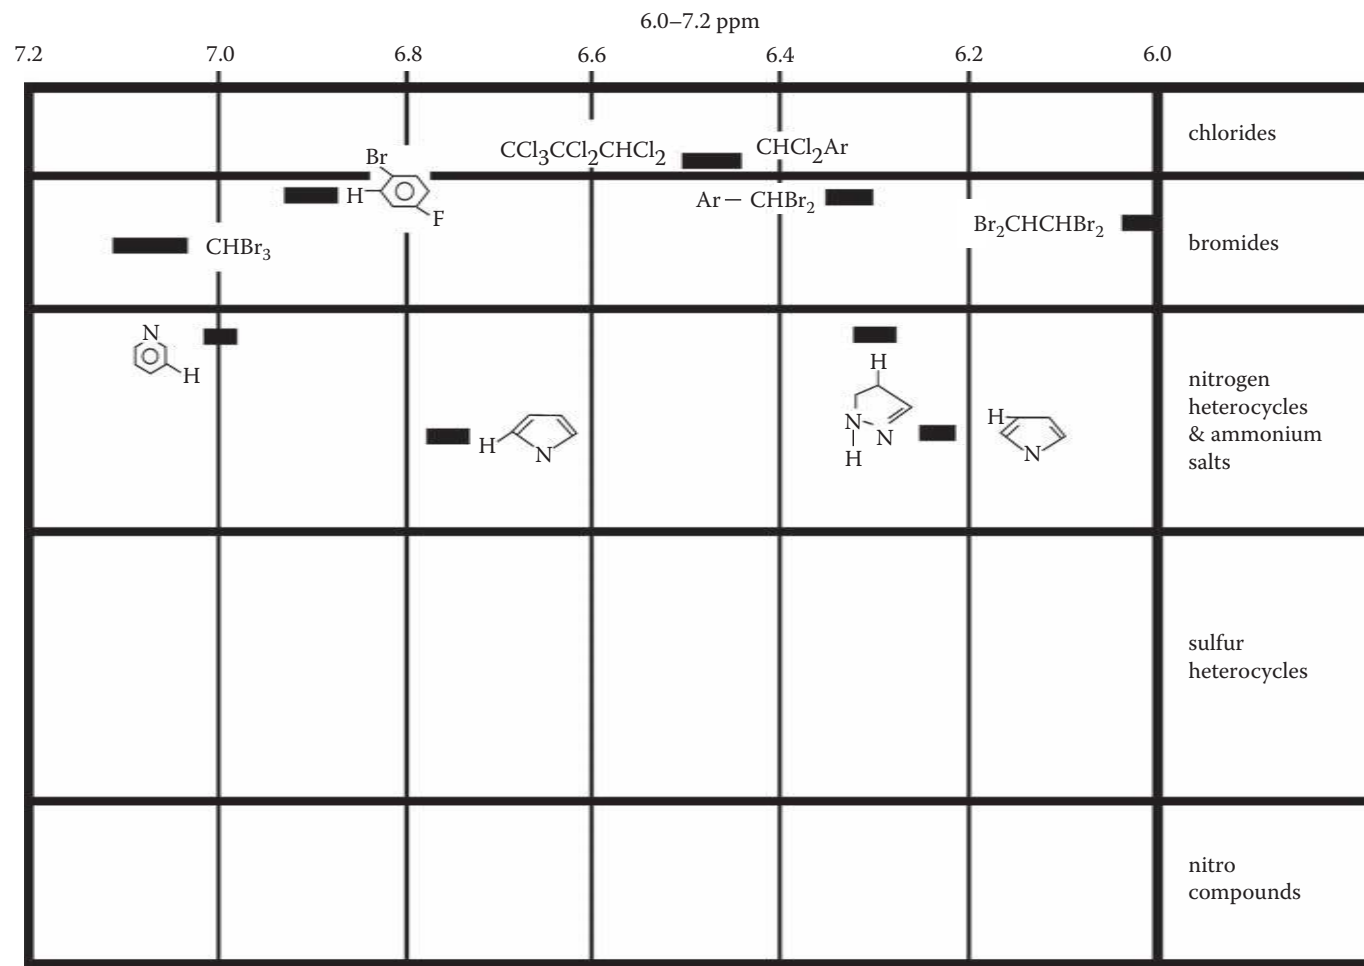 6.0–7.2 ppm
7.2 7.0 6.8 6.6 6.4 6.2 6.0
chlorides
CCl₃CCl₂CHCl₂ CHCl₂Ar
Br
H
F
Ar — CHBr₂
Br₂CHCHBr₂
CHBr₃
bromides
N
H
H
N
H
N
N
H
H
N
nitrogen
heterocycles
& ammonium
salts
sulfur
heterocycles
nitro
compounds